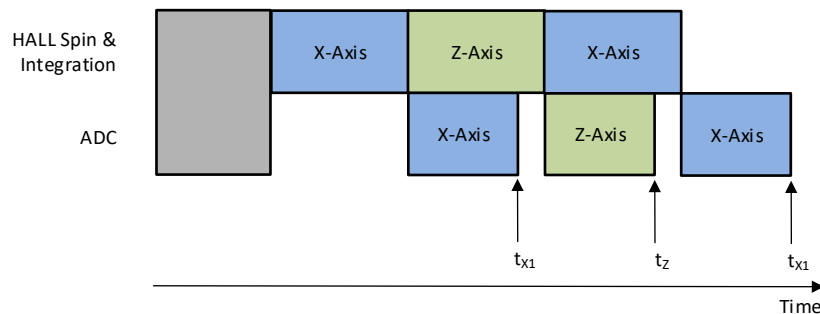 HALL Spin &
Integration
X-Axis
Z-Axis
X-Axis
ADC
X-Axis
Z-Axis
X-Axis
tX1
tZ
tX1
Time